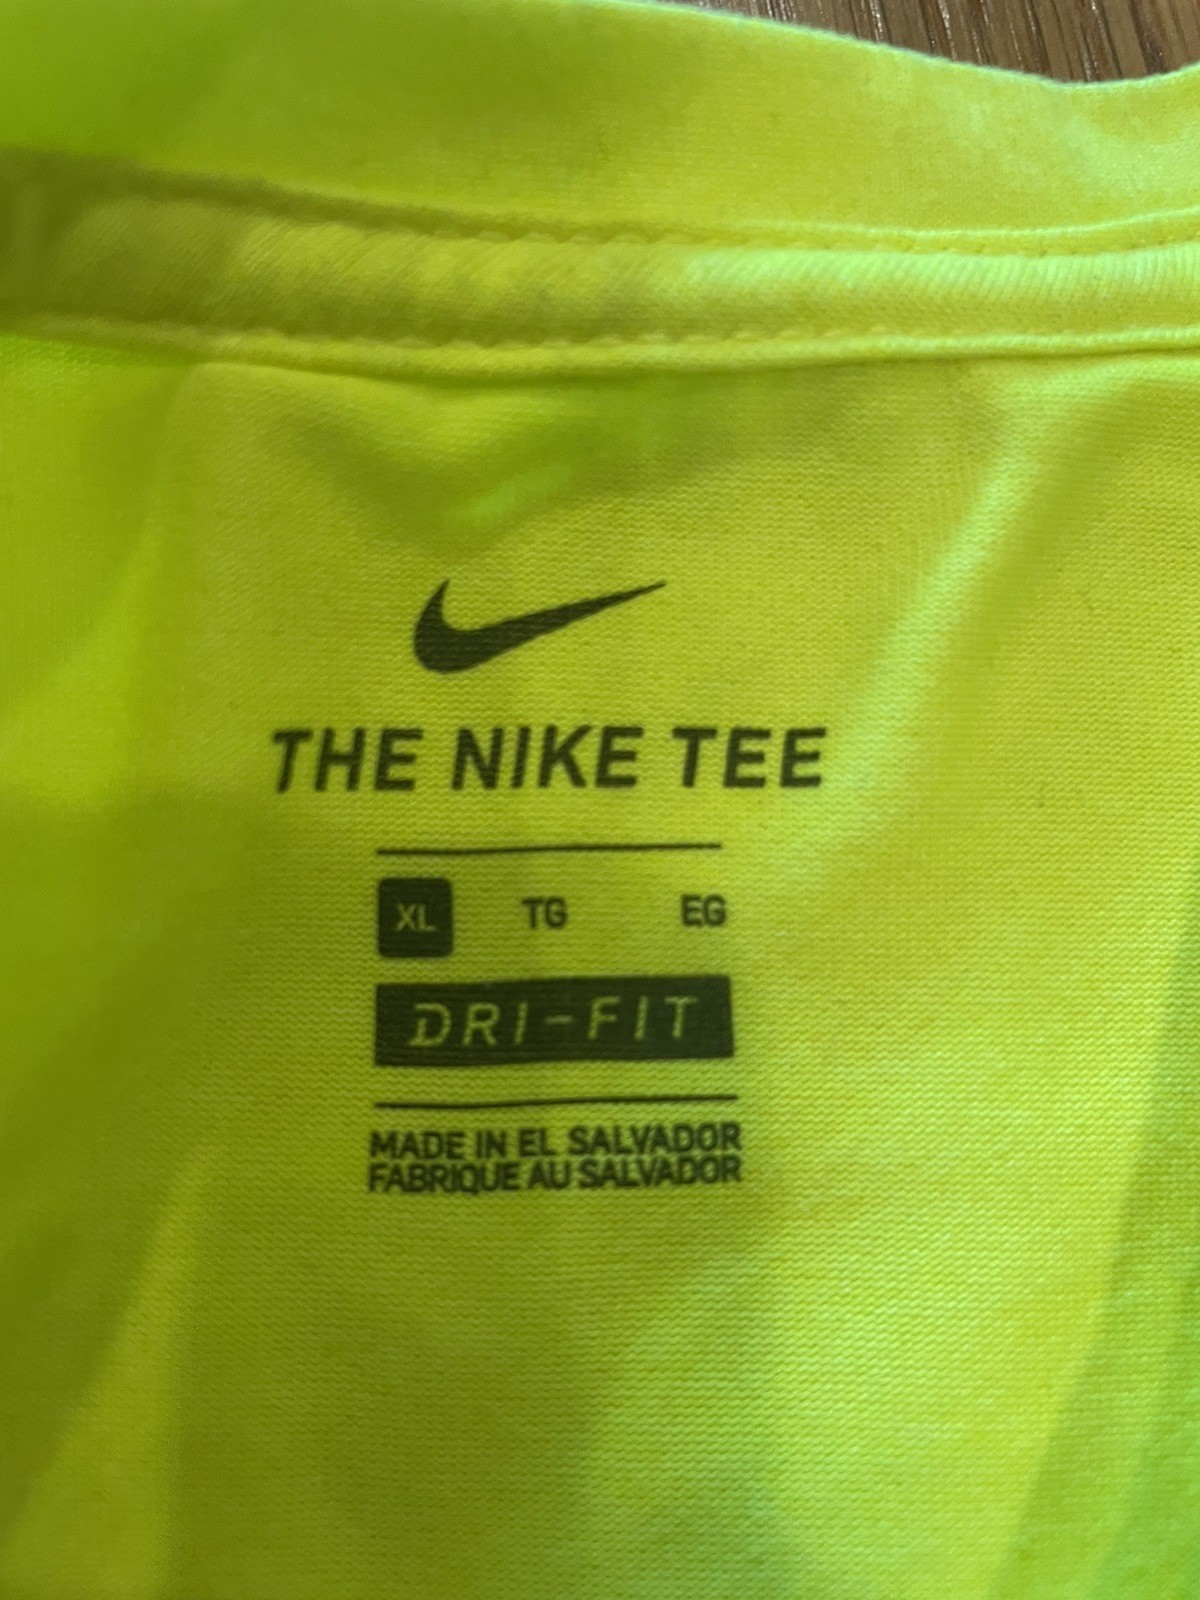 THE NIKE TEE
XL TG EG
DRI-FIT
MADE IN EL SALVADOR
FABRIQUE AU SALVADOR